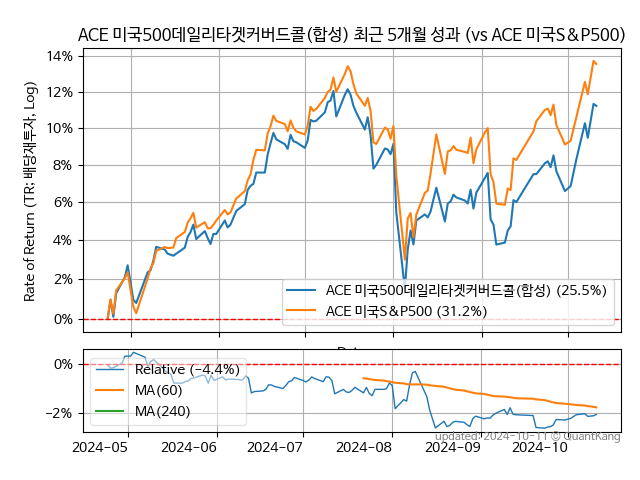 ACE 미국500데일리타겟커버드콜(합성) 최근 5개월 성과 (vs ACE 미국S&P500)
Rate of Return (TR: 배당재투자, Log)
14%
12%
10%
8%
6%
4%
2%
0%
ACE 미국500데일리타겟커버드콜(합성) (25.5%)
ACE 미국S&P500 (31.2%)
0%
−2%
Relative (−4.4%)
MA(60)
MA(240)
updated: 2024-10-11 © QuantKang
2024-05 2024-06 2024-07 2024-08 2024-09 2024-10